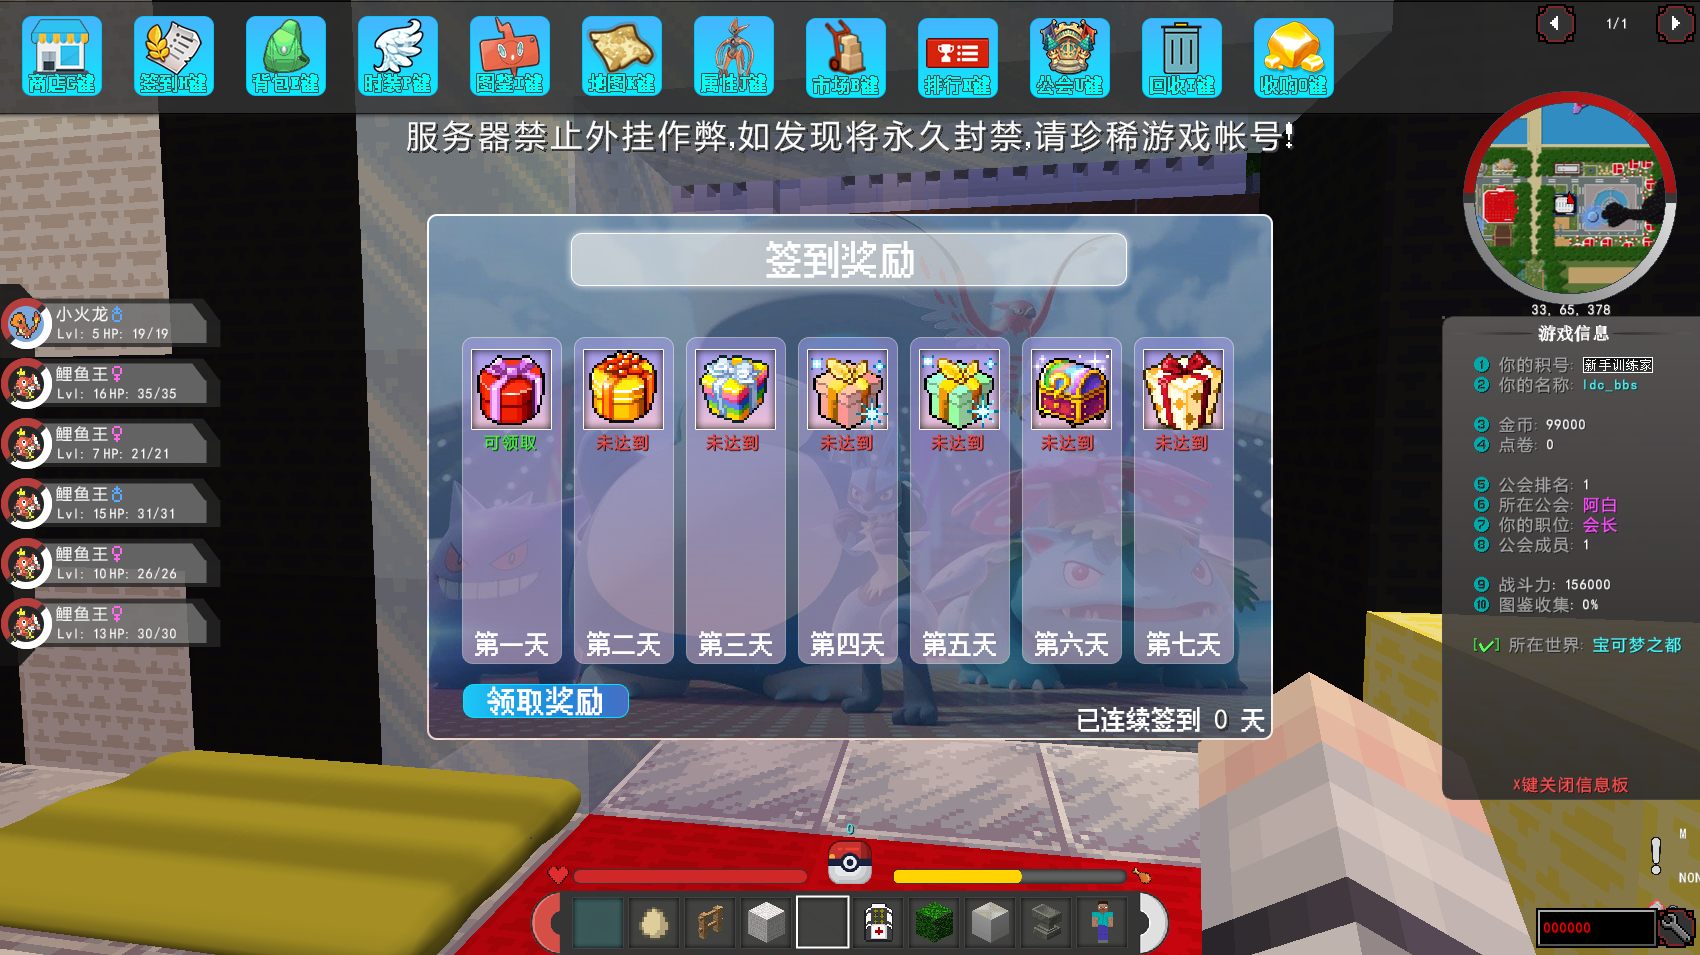 商店G键
签到H键
背包E键
时装P键
图鉴I键
地图K键
属性J键
市场B键
排行N键
公会U键
回收Z键
收购O键
1/1
服务器禁止外挂作弊,如发现将永久封禁,请珍稀游戏帐号!
签到奖励
可领取
未达到
未达到
未达到
未达到
未达到
未达到
第一天
第二天
第三天
第四天
第五天
第六天
第七天
领取奖励
已连续签到 0 天
小火龙♂
Lvl: 5 HP: 19/19
鲤鱼王♀
Lvl: 16 HP: 35/35
鲤鱼王♀
Lvl: 7 HP: 21/21
鲤鱼王♂
Lvl: 15 HP: 31/31
鲤鱼王♀
Lvl: 10 HP: 26/26
鲤鱼王♀
Lvl: 13 HP: 30/30
33, 65, 378
游戏信息
① 你的积号: 新手训练家
② 你的名称: ldc_bbs
③ 金币: 99000
④ 点卷: 0
⑤ 公会排名: 1
⑥ 所在公会: 阿白
⑦ 你的职位: 会长
⑧ 公会成员: 1
⑨ 战斗力: 156000
⑩ 图鉴收集: 0%
[✓] 所在世界: 宝可梦之都
X键关闭信息板
0
M
NON
000000